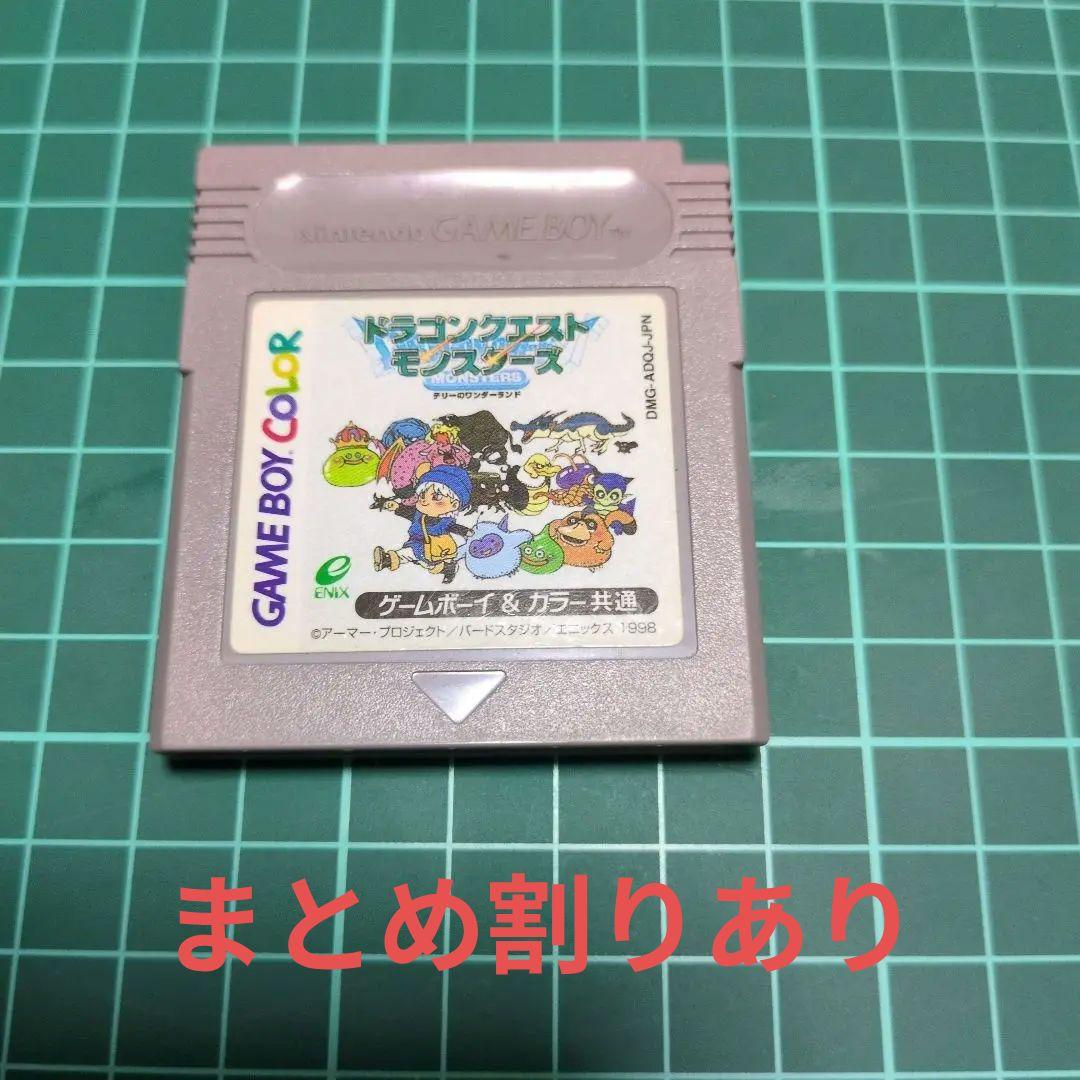 Nintendo GAME BOY TM
ドラゴンクエスト
モンスターズ
MONSTERS
テリーのワンダーランド
DMG-ADQJ-JPN
GAME BOY COLOR
ENIX
ゲームボーイ & カラー共通
©アーマー・プロジェクト/バードスタジオ/エニックス 1998
まとめ割りあり